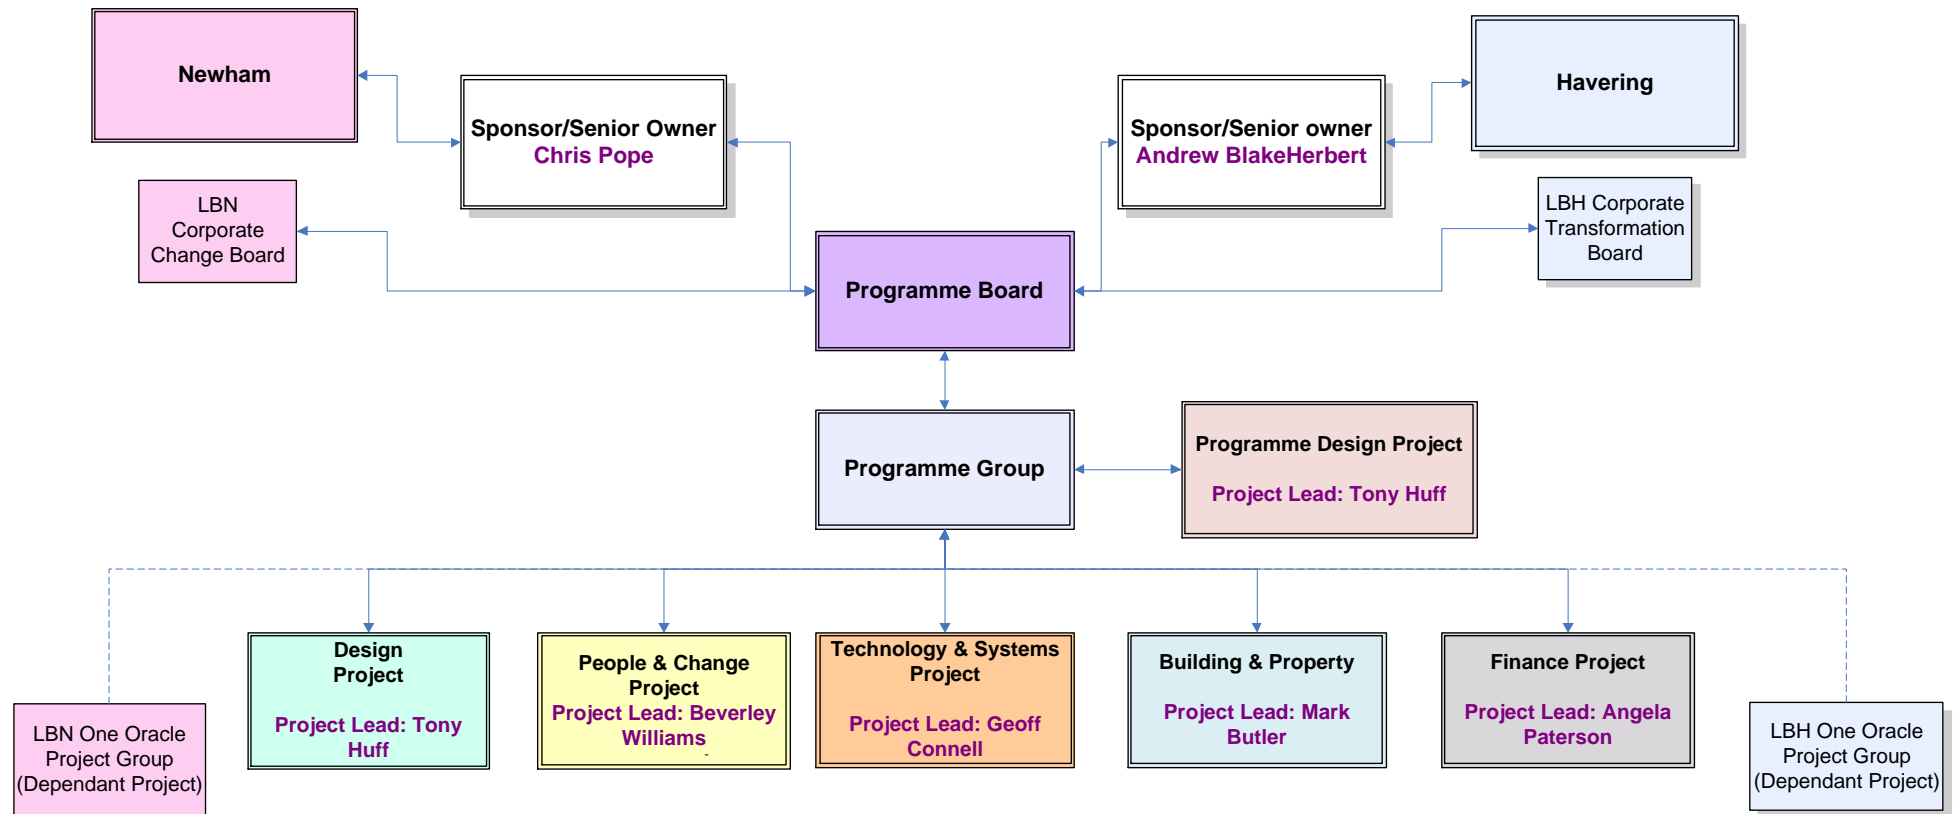 Newham
Sponsor/Senior Owner
Chris Pope
Sponsor/Senior owner
Andrew BlakeHerbert
Havering
LBN
Corporate
Change Board
LBH Corporate
Transformation
Board
Programme Board
Programme Group
Programme Design Project
Project Lead: Tony Huff
Design
Project
Project Lead: Tony
Huff
People & Change
Project
Project Lead: Beverley
Williams
-
Technology & Systems
Project
Project Lead: Geoff
Connell
Building & Property
Project Lead: Mark
Butler
Finance Project
Project Lead: Angela
Paterson
LBN One Oracle
Project Group
(Dependant Project)
LBH One Oracle
Project Group
(Dependant Project)